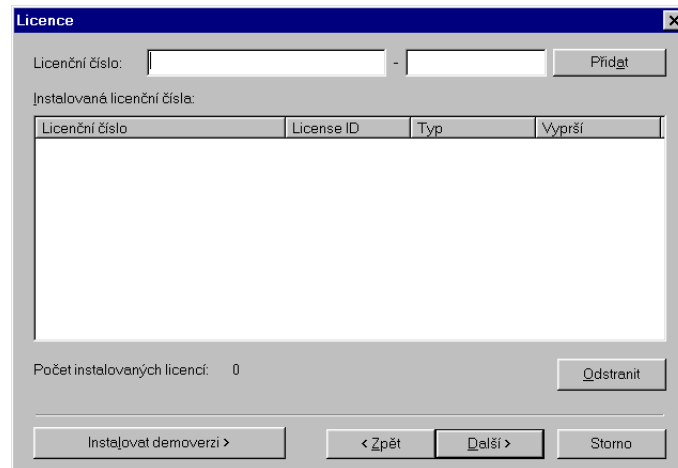 Licence
Licenční číslo: - Přidat
Instalovaná licenční čísla:
Licenční číslo License ID Typ Vyprší
Počet instalovaných licencí: 0
Odstranit
Instalovat demoverzi > < Zpět Další > Storno